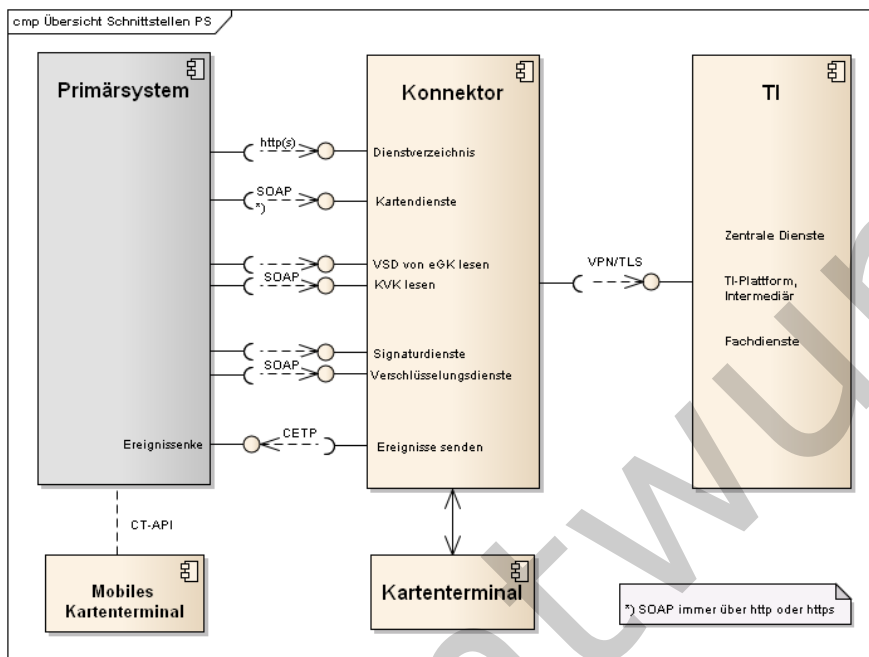 cmp Übersicht Schnittstellen PS
Primärsystem
Konnektor
TI
http(s)
Dienstverzeichnis
SOAP
*)
Kartendienste
VSD von eGK lesen
SOAP
KVK lesen
VPN/TLS
Zentrale Dienste
TI-Plattform,
Intermediär
Fachdienste
Signaturdienste
SOAP
Verschlüsselungsdienste
Ereignissenke
CETP
Ereignisse senden
CT-API
Mobiles
Kartenterminal
Kartenterminal
*) SOAP immer über http oder https